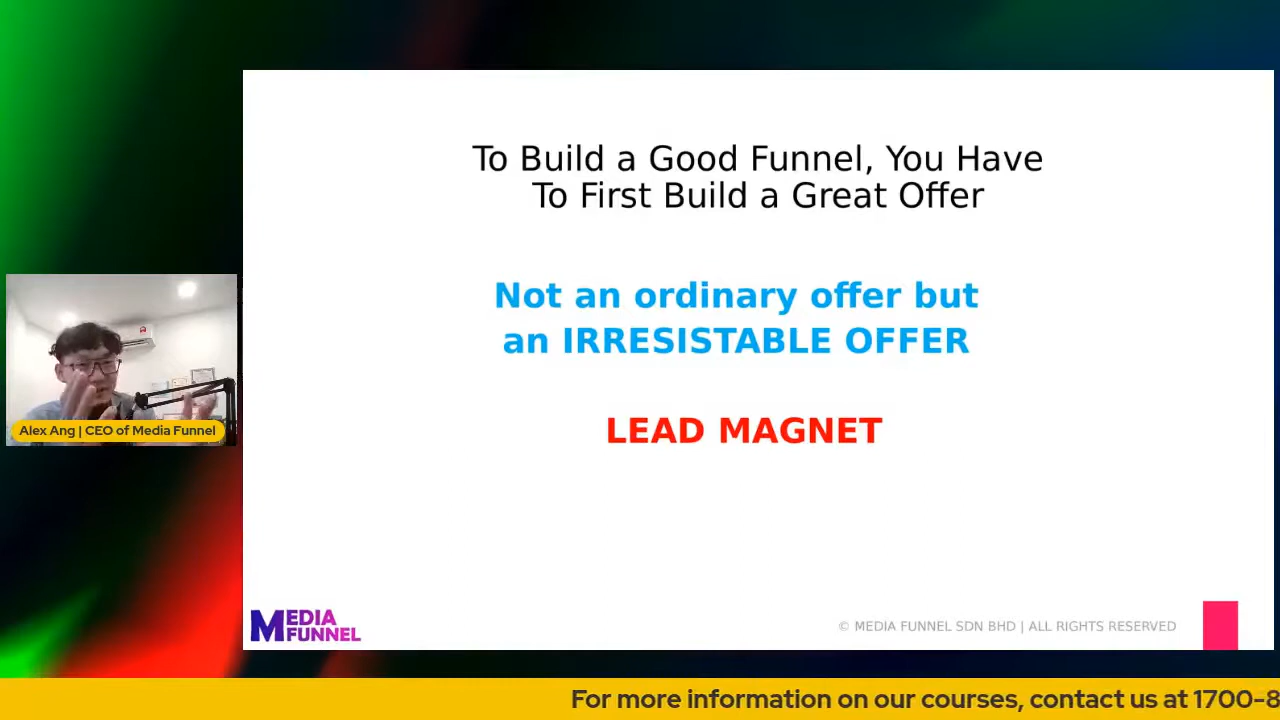 To Build a Good Funnel, You Have
To First Build a Great Offer
Not an ordinary offer but
an IRRESISTABLE OFFER
LEAD MAGNET
Alex Ang | CEO of Media Funnel
MEDIA
FUNNEL
© MEDIA FUNNEL SDN BHD | ALL RIGHTS RESERVED
For more information on our courses, contact us at 1700-8